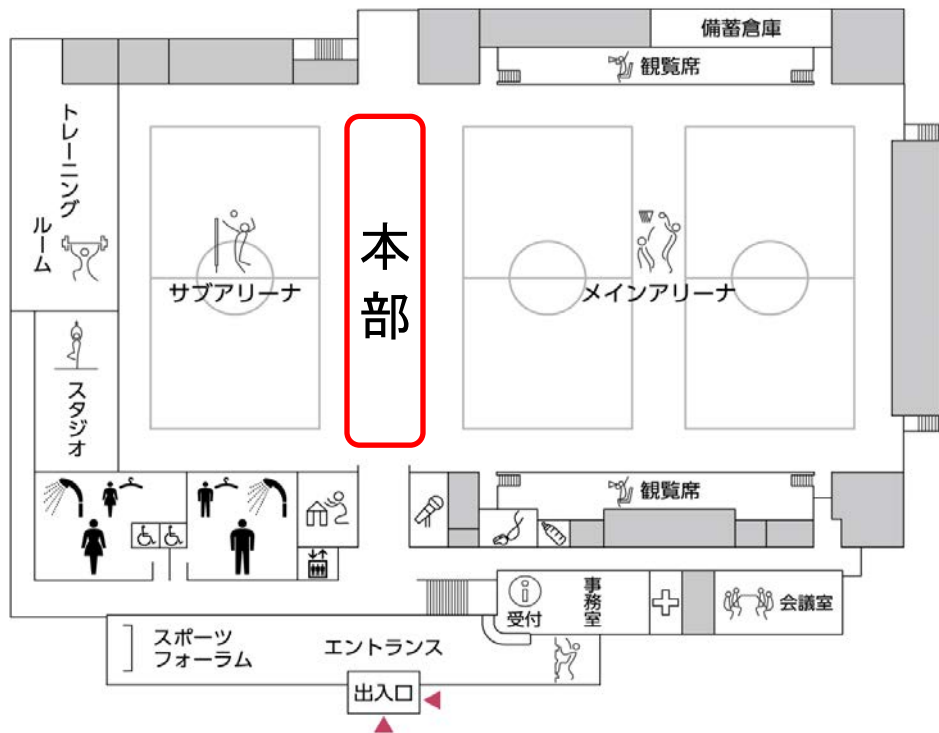 備蓄倉庫
観覧席
トレーニング
ルーム
本部
サブアリーナ
メインアリーナ
スタジオ
観覧席
受付
事務室
会議室
スポーツ
フォーラム
エントランス
出入口